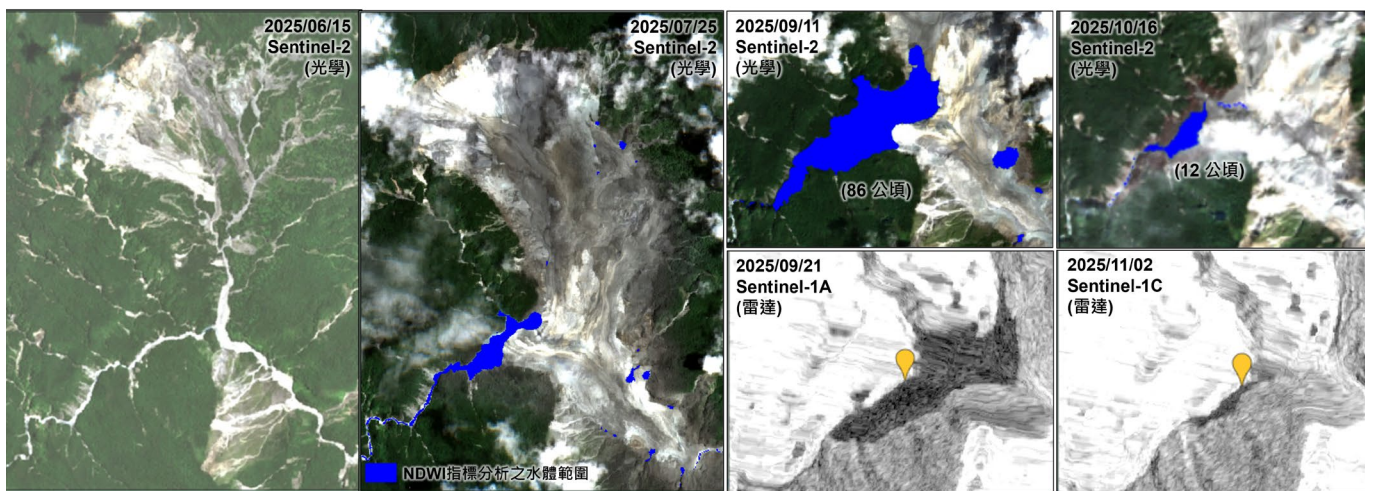 2025/06/15
Sentinel-2
(光學)
2025/07/25
Sentinel-2
(光學)
NDWI指標分析之水體範圍
2025/09/11
Sentinel-2
(光學)
(86 公頃)
2025/10/16
Sentinel-2
(光學)
(12 公頃)
2025/09/21
Sentinel-1A
(雷達)
2025/11/02
Sentinel-1C
(雷達)